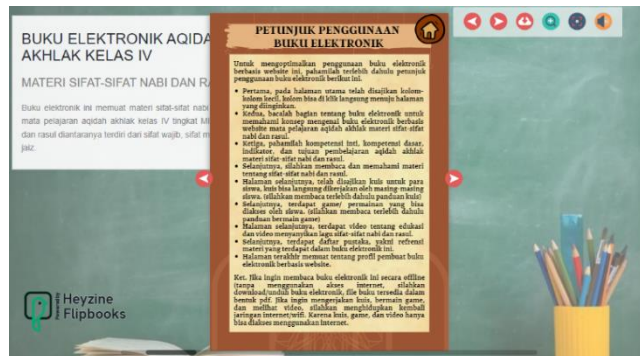 BUKU ELEKTRONIK AQIDA
AKHLAK KELAS IV
MATERI SIFAT-SIFAT NABI DAN RA
Buku elektronik ini memuat materi sifat-sifat nabi
mata pelajaran aqidah akhlak kelas IV tingkat MI
dan rasul diantaranya terdiri dari sifat wajib, sifat m
jaiz.
PETUNJUK PENGGUNAAN
BUKU ELEKTRONIK
Untuk mengoptimalkan penggunaan buku elektronik
berbasis website ini, pahamilah terlebih dahulu petunjuk
penggunaan buku elektronik berikut ini.
• Pertama, pada halaman utama telah disajikan kolom-
kolom kecil, kolom bisa di klik langsung menuju halaman
yang diinginkan.
• Kedua, bacalah bagian tentang buku elektronik untuk
memahami konsep mengenai buku elektronik berbasis
website mata pelajaran aqidah akhlak materi sifat-sifat
nabi dan rasul.
• Ketiga, pahamilah kompetensi inti, kompetensi dasar,
indikator, dan tujuan pembelajaran aqidah akhlak
materi sifat-sifat nabi dan rasul.
• Selanjutnya, silahkan membaca dan memahami materi
tentang sifat-sifat nabi dan rasul.
• Halaman selanjutnya, telah disajikan kuis untuk para
siswa, kuis bisa langsung dikerjakan oleh masing-masing
siswa. (silahkan membaca terlebih dahulu panduan kuis)
• Selanjutnya, terdapat game/ permainan yang bisa
diakses oleh siswa. (silahkan membaca terlebih dahulu
panduan bermain game)
• Halaman selanjutnya, terdapat video tentang edukasi
dan video menyanyikan lagu sifat-sifat nabi dan rasul.
• Selanjutnya, terdapat daftar pustaka, yakni refrensi
materi yang terdapat dalam buku elektronik ini.
• Halaman terakhir memuat tentang profil pembuat buku
elektronik berbasis website.
Ket. Jika ingin membaca buku elektronik ini secara offline
(tanpa menggunakan akses internet, silahkan
download/unduh buku elektronik, file buku tersedia dalam
bentuk pdf. Jika ingin mengerjakan kuis, bermain game,
dan melihat video, silahkan menghidupkan kembali
jaringan internet/wifi. Karena kuis, game, dan video hanya
bisa diakses menggunakan internet.
Heyzine
Flipbooks